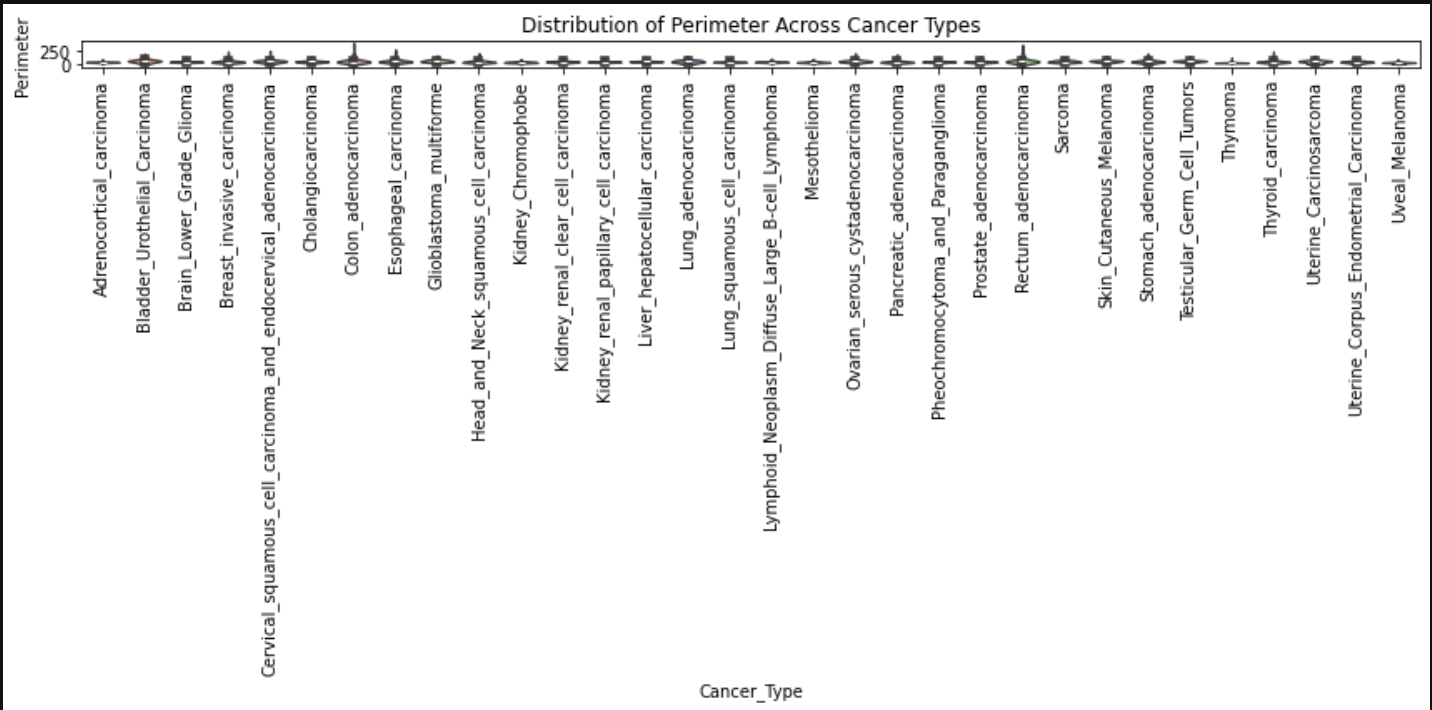 Distribution of Perimeter Across Cancer Types
Perimeter
250
0
Adrenocortical_carcinoma
Bladder_Urothelial_Carcinoma
Brain_Lower_Grade_Glioma
Breast_invasive_carcinoma
Cervical_squamous_cell_carcinoma_and_endocervical_adenocarcinoma
Cholangiocarcinoma
Colon_adenocarcinoma
Esophageal_carcinoma
Glioblastoma_multiforme
Head_and_Neck_squamous_cell_carcinoma
Kidney_Chromophobe
Kidney_renal_clear_cell_carcinoma
Kidney_renal_papillary_cell_carcinoma
Liver_hepatocellular_carcinoma
Lung_adenocarcinoma
Lung_squamous_cell_carcinoma
Lymphoid_Neoplasm_Diffuse_Large_B-cell_Lymphoma
Mesothelioma
Ovarian_serous_cystadenocarcinoma
Pancreatic_adenocarcinoma
Pheochromocytoma_and_Paraganglioma
Prostate_adenocarcinoma
Rectum_adenocarcinoma
Sarcoma
Skin_Cutaneous_Melanoma
Stomach_adenocarcinoma
Testicular_Germ_Cell_Tumors
Thymoma
Thyroid_carcinoma
Uterine_Carcinosarcoma
Uterine_Corpus_Endometrial_Carcinoma
Uveal_Melanoma
Cancer_Type